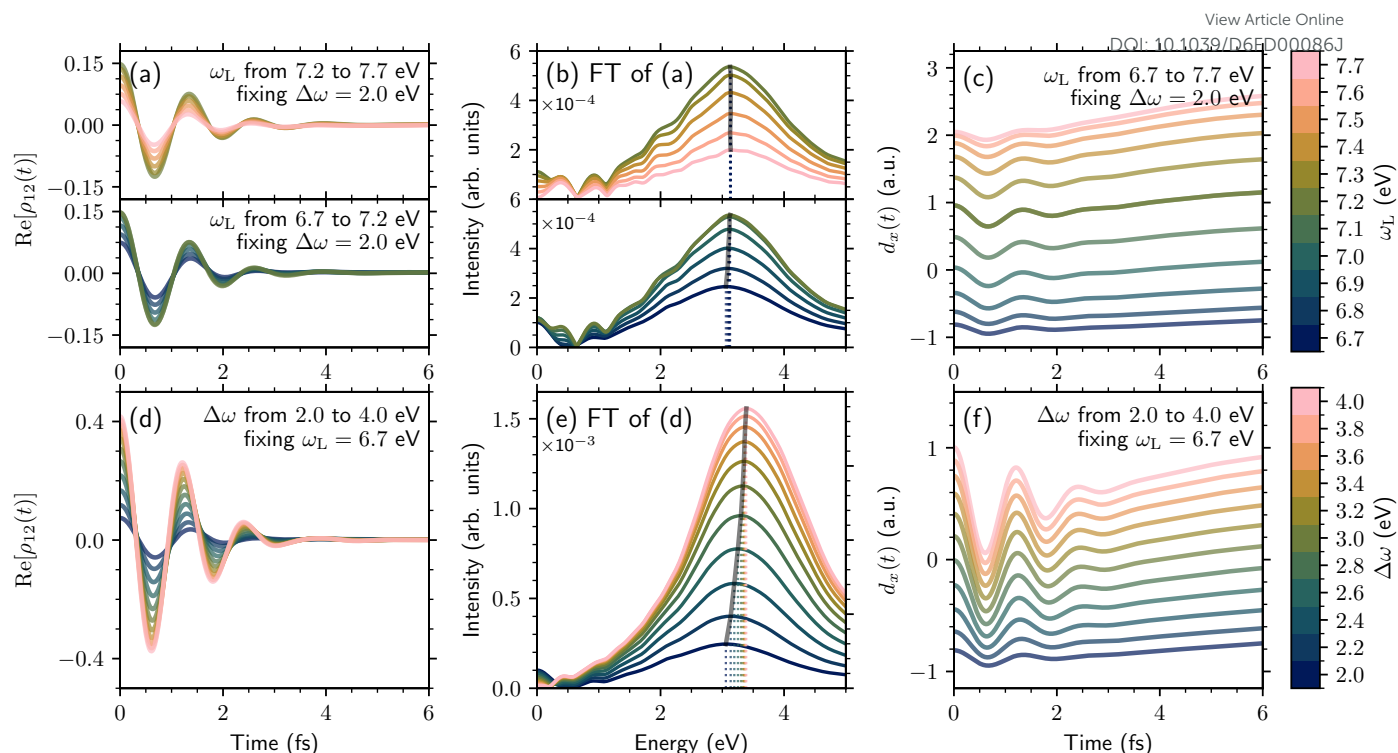 View Article Online
DOI: 10.1039/D6FD00086J
(a) ω_L from 7.2 to 7.7 eV
fixing Δω = 2.0 eV
0.15
0.00
−0.15
Re[ρ₁₂(t)]
ω_L from 6.7 to 7.2 eV
fixing Δω = 2.0 eV
0.15
0.00
−0.15
0 2 4 6
(b) FT of (a)
×10⁻⁴
6
4
2
6
×10⁻⁴
4
2
0
Intensity (arb. units)
0 2 4
(c) ω_L from 6.7 to 7.7 eV
fixing Δω = 2.0 eV
3
2
1
0
−1
d_x(t) (a.u.)
0 2 4 6
7.7
7.6
7.5
7.4
7.3
7.2
7.1
7.0
6.9
6.8
6.7
ω_L (eV)
(d) Δω from 2.0 to 4.0 eV
fixing ω_L = 6.7 eV
0.4
0.0
−0.4
Re[ρ₁₂(t)]
0 2 4 6
Time (fs)
(e) FT of (d)
×10⁻³
1.5
1.0
0.5
0.0
Intensity (arb. units)
0 2 4
Energy (eV)
(f) Δω from 2.0 to 4.0 eV
fixing ω_L = 6.7 eV
1
0
−1
d_x(t) (a.u.)
0 2 4 6
Time (fs)
4.0
3.8
3.6
3.4
3.2
3.0
2.8
2.6
2.4
2.2
2.0
Δω (eV)